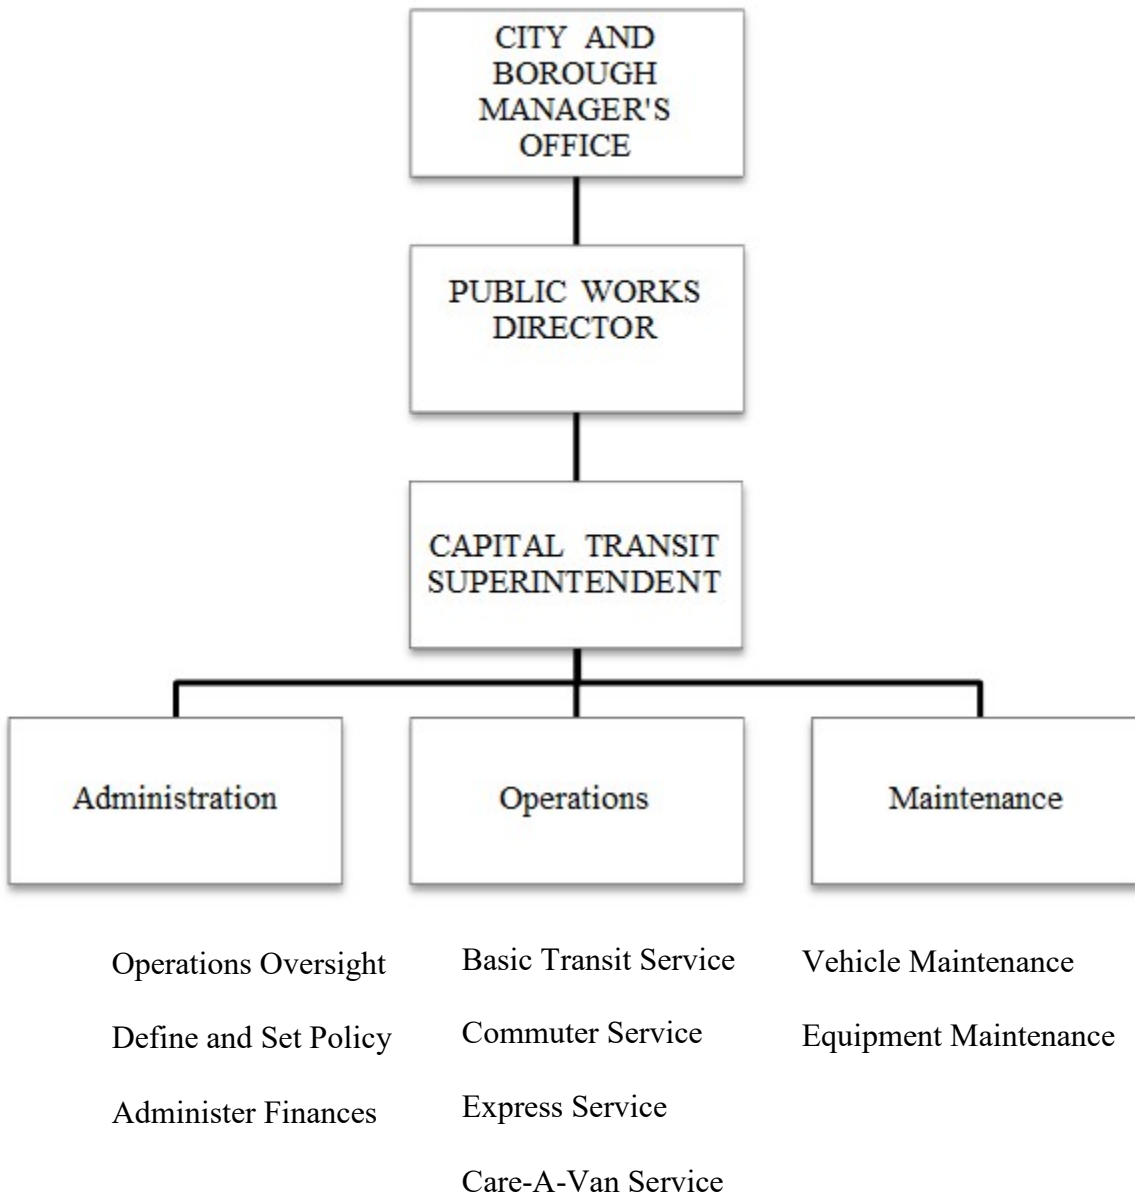 CITY AND
BOROUGH
MANAGER'S
OFFICE
PUBLIC WORKS
DIRECTOR
CAPITAL TRANSIT
SUPERINTENDENT
Administration
Operations
Maintenance
Operations Oversight
Define and Set Policy
Administer Finances
Basic Transit Service
Commuter Service
Express Service
Care-A-Van Service
Vehicle Maintenance
Equipment Maintenance